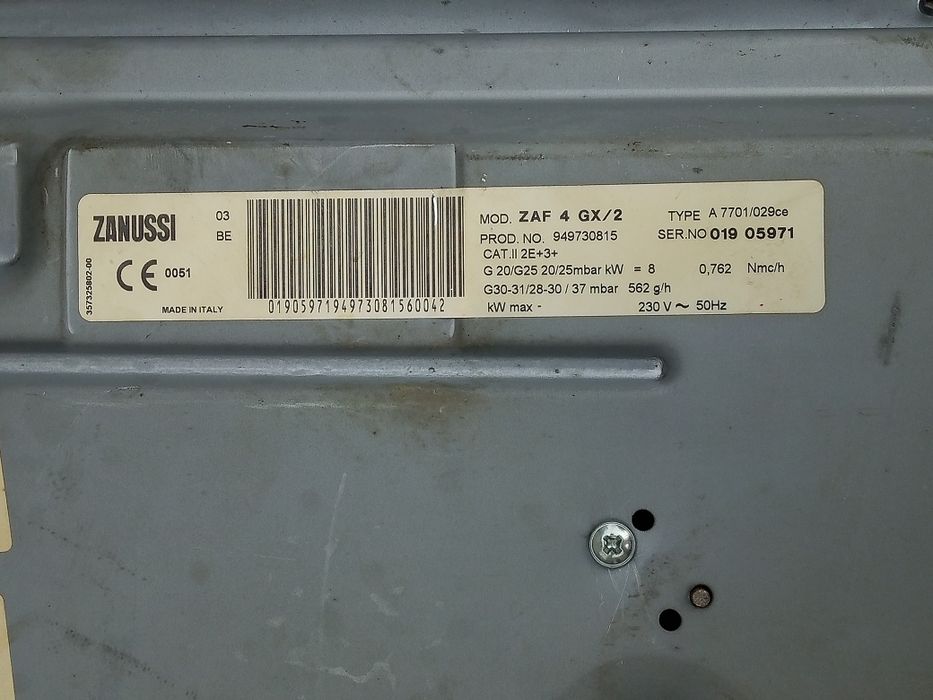 ZANUSSI
03
BE
CE 0051
357325802-00
MADE IN ITALY
0190597194973081560042
MOD. ZAF 4 GX/2 TYPE A 7701/029ce
PROD. NO. 949730815 SER.NO 019 05971
CAT.II 2E+3+
G 20/G25 20/25mbar kW = 8 0,762 Nmc/h
G30-31/28-30 / 37 mbar 562 g/h
kW max - 230 V ~ 50Hz